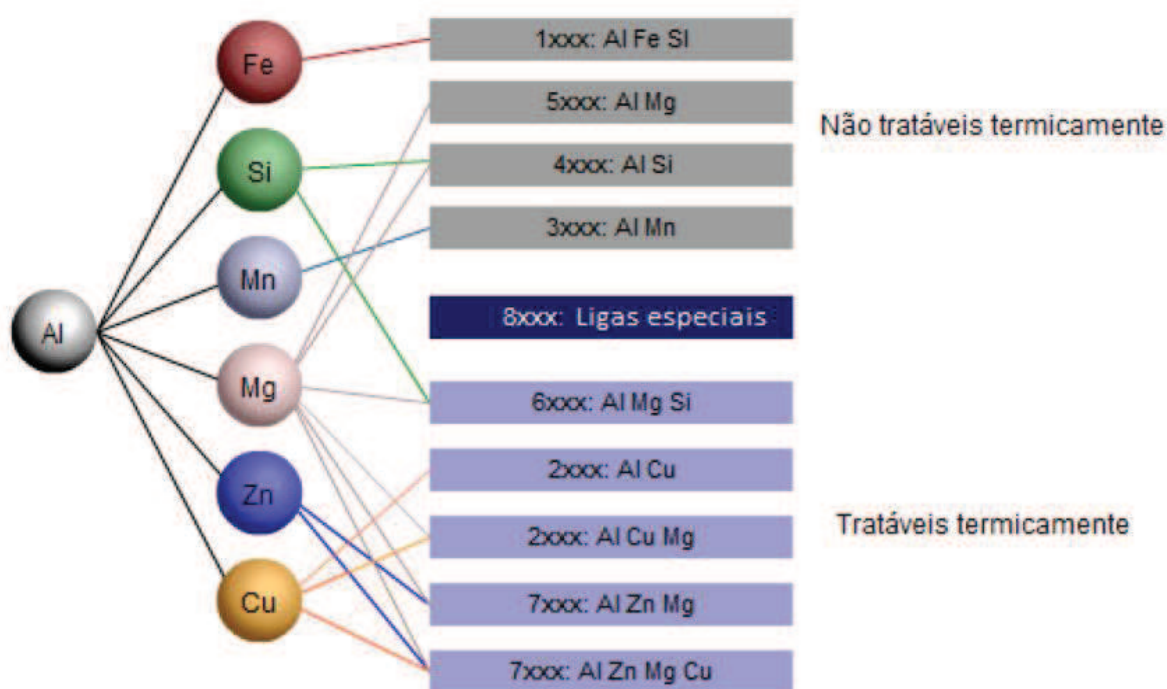 Al
Fe
Si
Mn
Mg
Zn
Cu
1xxx: Al Fe SI
5xxx: Al Mg
4xxx: Al Si
3xxx: Al Mn
8xxx: Ligas especiais
6xxx: Al Mg Si
2xxx: Al Cu
2xxx: Al Cu Mg
7xxx: Al Zn Mg
7xxx: Al Zn Mg Cu
Não tratáveis termicamente
Tratáveis termicamente